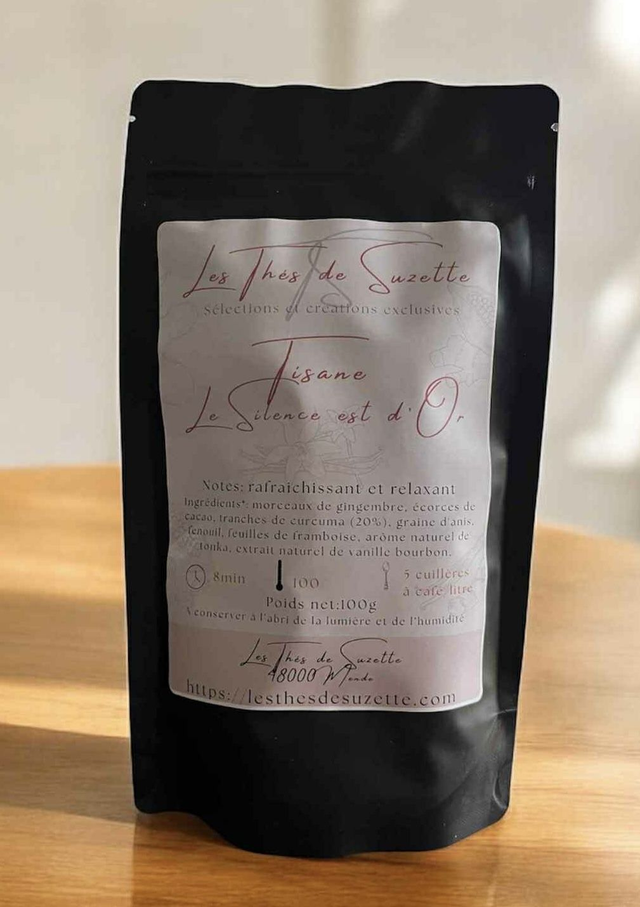 Les Thés de Suzette
Sélections et créations exclusives
Tisane
Le Silence est d'Or
Notes: rafraichissant et relaxant
Ingrédients*: morceaux de gingembre, écorces de
cacao, tranches de curcuma (20%), graine d'anis,
fenouil, feuilles de framboise, arôme naturel de
tonka, extrait naturel de vanille bourbon.
8min 100 5 cuillères
à café/litre
Poids net:100g
A conserver à l'abri de la lumière et de l'humidité
Les Thés de Suzette
48000 Mende
https://lesthesdesuzette.com